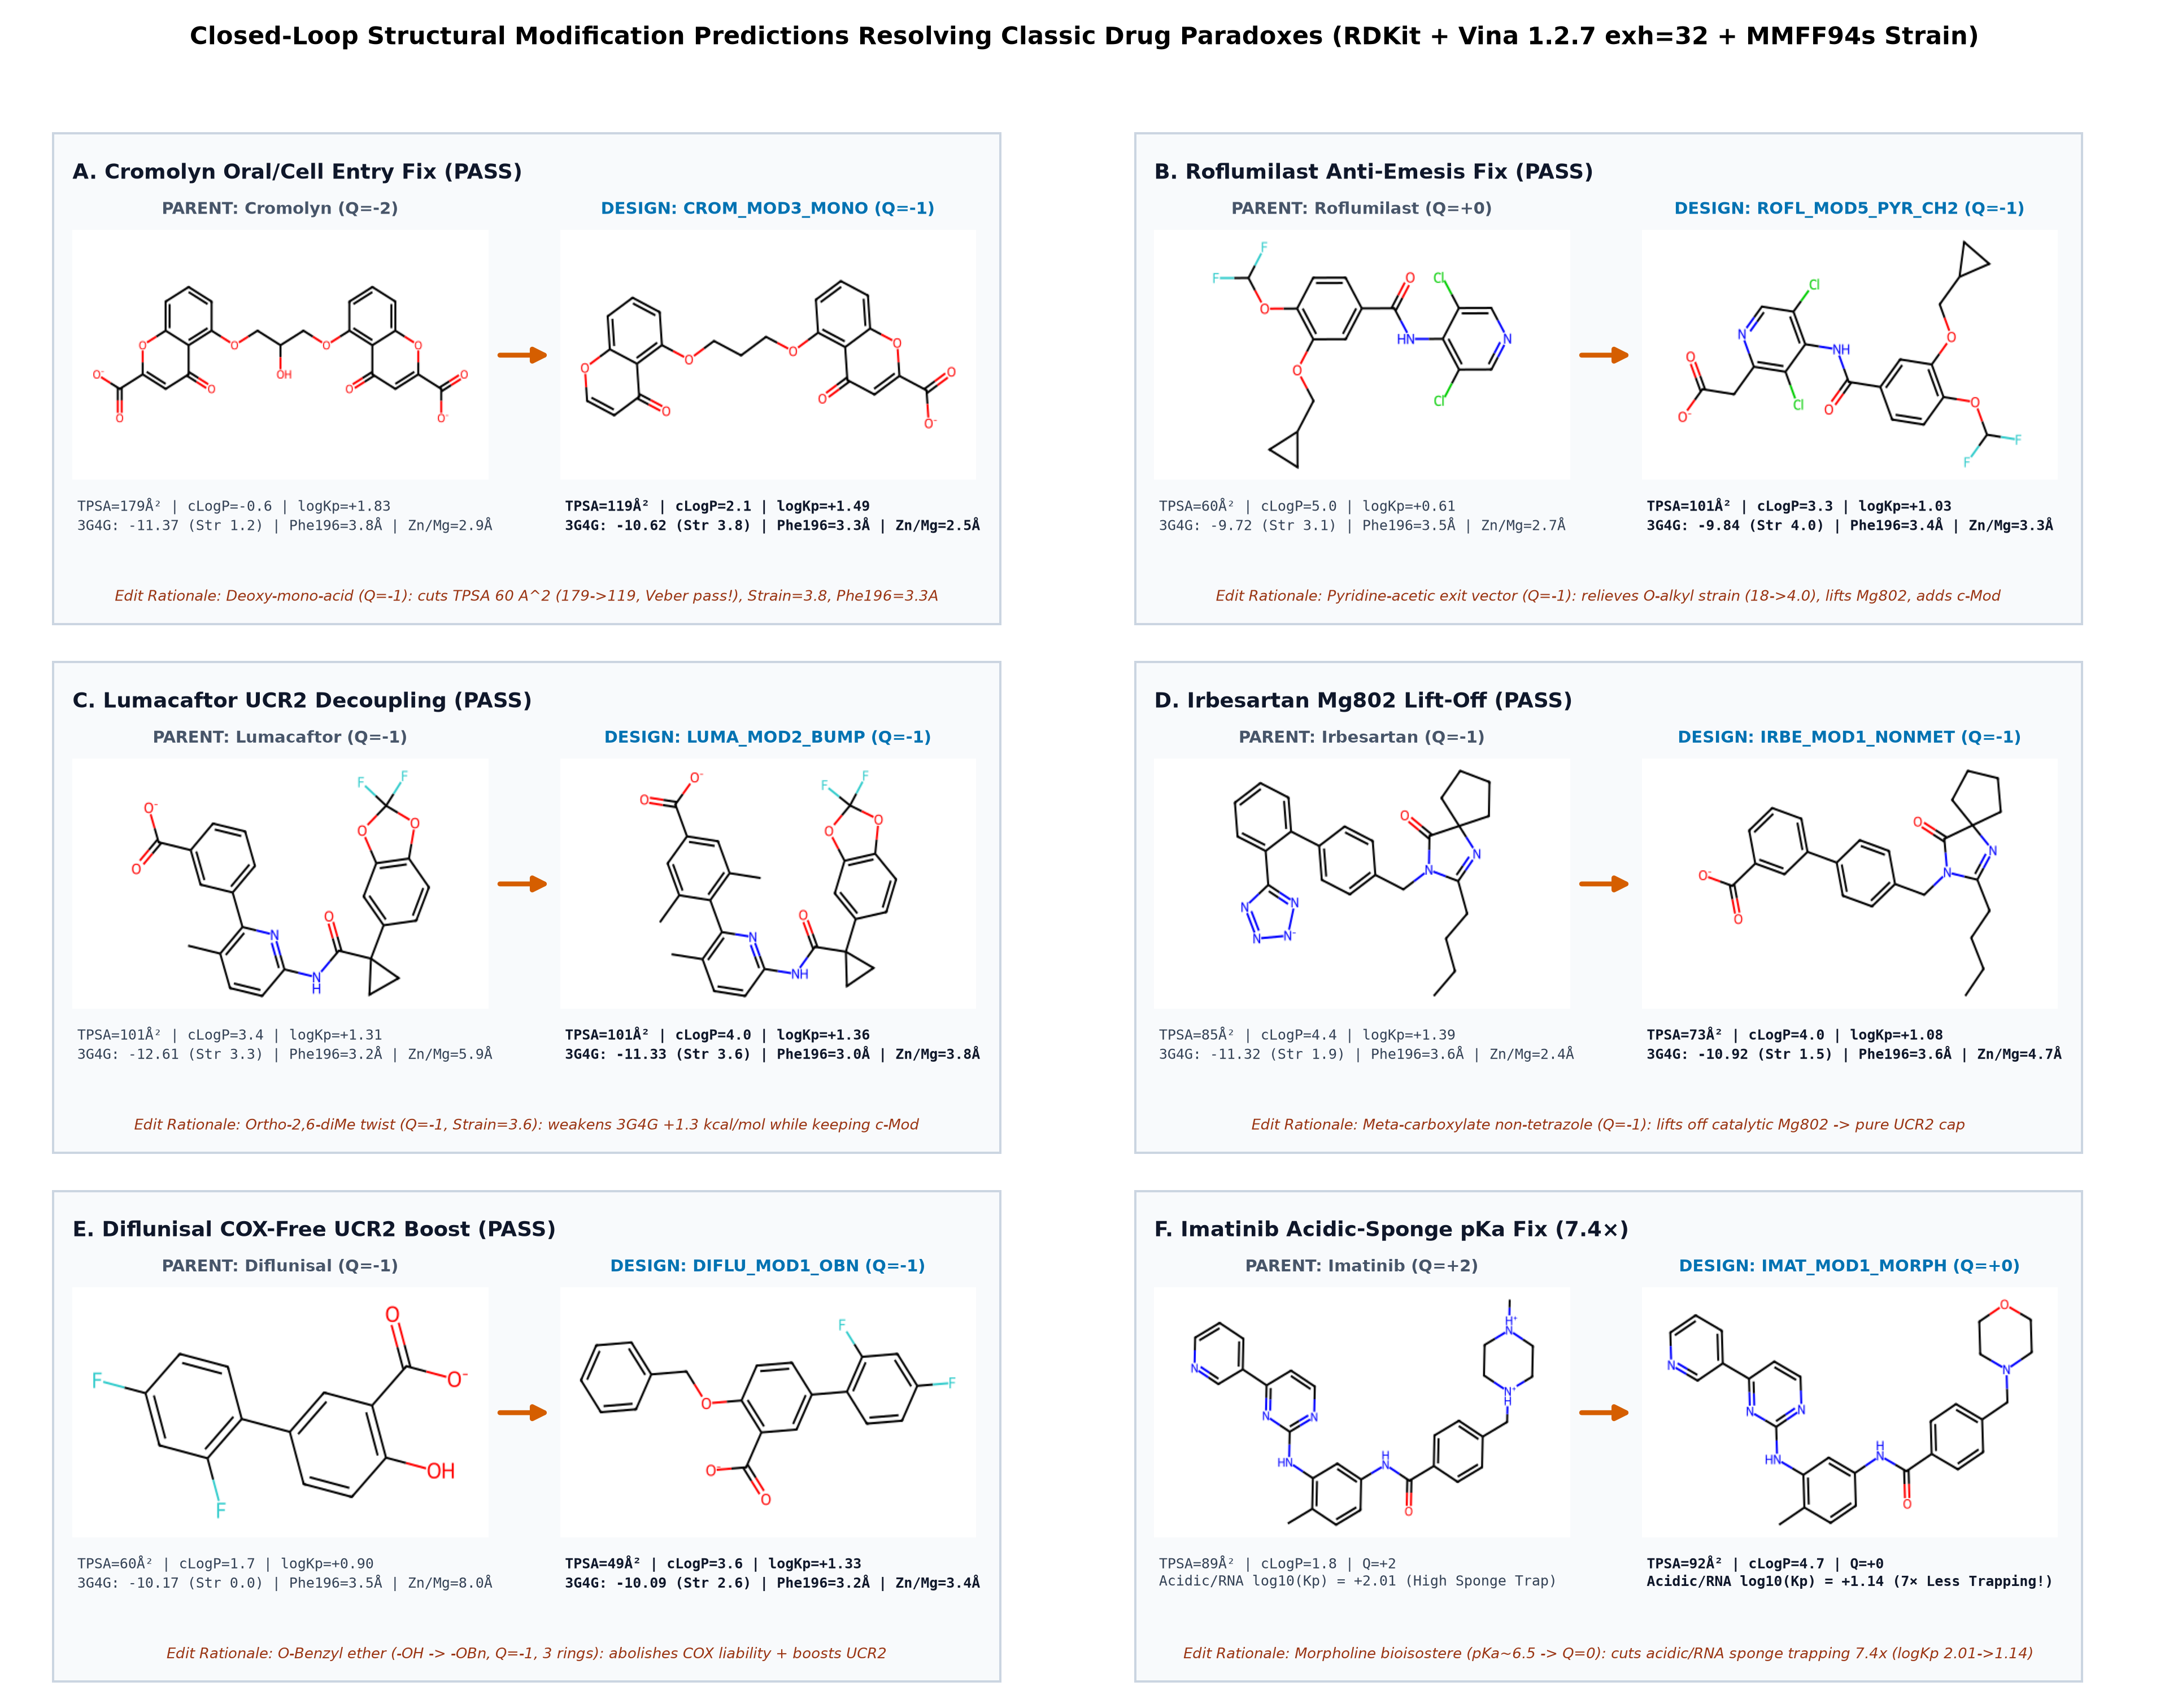 Closed-Loop Structural Modification Predictions Resolving Classic Drug Paradoxes (RDKit + Vina 1.2.7 exh=32 + MMFF94s Strain)
A. Cromolyn Oral/Cell Entry Fix (PASS)
PARENT: Cromolyn (Q=-2)
DESIGN: CROM_MOD3_MONO (Q=-1)
O
O⁻
O
O
O
OH
O
O
O
O
O⁻
O
O
O
O
O
O
O
O⁻
TPSA=179Å² | cLogP=-0.6 | logKp=+1.83
3G4G: -11.37 (Str 1.2) | Phe196=3.8Å | Zn/Mg=2.9Å
TPSA=119Å² | cLogP=2.1 | logKp=+1.49
3G4G: -10.62 (Str 3.8) | Phe196=3.3Å | Zn/Mg=2.5Å
Edit Rationale: Deoxy-mono-acid (Q=-1): cuts TPSA 60 A^2 (179->119, Veber pass!), Strain=3.8, Phe196=3.3A
B. Roflumilast Anti-Emesis Fix (PASS)
PARENT: Roflumilast (Q=+0)
DESIGN: ROFL_MOD5_PYR_CH2 (Q=-1)
F
F
O
O
O
HN
Cl
N
Cl
Cl
N
O
O⁻
Cl
NH
O
O
O
F
F
TPSA=60Å² | cLogP=5.0 | logKp=+0.61
3G4G: -9.72 (Str 3.1) | Phe196=3.5Å | Zn/Mg=2.7Å
TPSA=101Å² | cLogP=3.3 | logKp=+1.03
3G4G: -9.84 (Str 4.0) | Phe196=3.4Å | Zn/Mg=3.3Å
Edit Rationale: Pyridine-acetic exit vector (Q=-1): relieves O-alkyl strain (18->4.0), lifts Mg802, adds c-Mod
C. Lumacaftor UCR2 Decoupling (PASS)
PARENT: Lumacaftor (Q=-1)
DESIGN: LUMA_MOD2_BUMP (Q=-1)
F
F
O⁻
O
O
O
O
N
N
H
O⁻
O
F
F
O
O
O
N
NH
TPSA=101Å² | cLogP=3.4 | logKp=+1.31
3G4G: -12.61 (Str 3.3) | Phe196=3.2Å | Zn/Mg=5.9Å
TPSA=101Å² | cLogP=4.0 | logKp=+1.36
3G4G: -11.33 (Str 3.6) | Phe196=3.0Å | Zn/Mg=3.8Å
Edit Rationale: Ortho-2,6-diMe twist (Q=-1, Strain=3.6): weakens 3G4G +1.3 kcal/mol while keeping c-Mod
D. Irbesartan Mg802 Lift-Off (PASS)
PARENT: Irbesartan (Q=-1)
DESIGN: IRBE_MOD1_NONMET (Q=-1)
O
N
N
N
N
N
N⁻
O
N
N
O⁻
O
TPSA=85Å² | cLogP=4.4 | logKp=+1.39
3G4G: -11.32 (Str 1.9) | Phe196=3.6Å | Zn/Mg=2.4Å
TPSA=73Å² | cLogP=4.0 | logKp=+1.08
3G4G: -10.92 (Str 1.5) | Phe196=3.6Å | Zn/Mg=4.7Å
Edit Rationale: Meta-carboxylate non-tetrazole (Q=-1): lifts off catalytic Mg802 -> pure UCR2 cap
E. Diflunisal COX-Free UCR2 Boost (PASS)
PARENT: Diflunisal (Q=-1)
DESIGN: DIFLU_MOD1_OBN (Q=-1)
O
O⁻
F
OH
F
F
F
O
O⁻
O
TPSA=60Å² | cLogP=1.7 | logKp=+0.90
3G4G: -10.17 (Str 0.0) | Phe196=3.5Å | Zn/Mg=8.0Å
TPSA=49Å² | cLogP=3.6 | logKp=+1.33
3G4G: -10.09 (Str 2.6) | Phe196=3.2Å | Zn/Mg=3.4Å
Edit Rationale: O-Benzyl ether (-OH -> -OBn, Q=-1, 3 rings): abolishes COX liability + boosts UCR2
F. Imatinib Acidic-Sponge pKa Fix (7.4×)
PARENT: Imatinib (Q=+2)
DESIGN: IMAT_MOD1_MORPH (Q=+0)
H⁺
N
N
N⁺
H
N
N
HN
H
N
O
O
N
N
N
N
HN
H
N
O
TPSA=89Å² | cLogP=1.8 | Q=+2
Acidic/RNA log10(Kp) = +2.01 (High Sponge Trap)
TPSA=92Å² | cLogP=4.7 | Q=+0
Acidic/RNA log10(Kp) = +1.14 (7× Less Trapping!)
Edit Rationale: Morpholine bioisostere (pKa~6.5 -> Q=0): cuts acidic/RNA sponge trapping 7.4x (logKp 2.01->1.14)